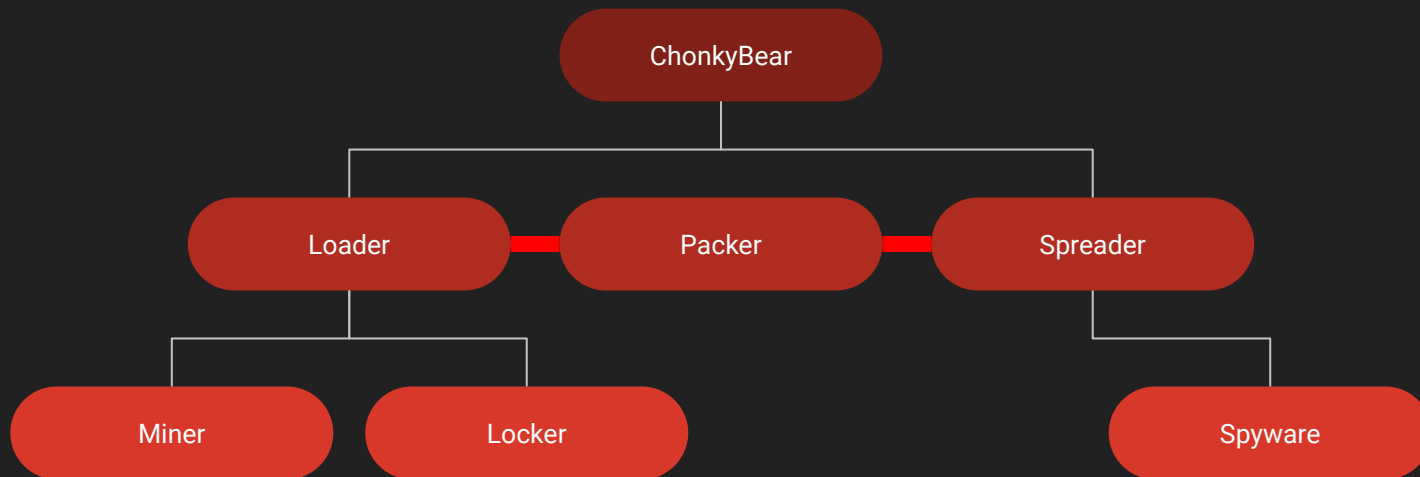 ChonkyBear
Loader
Packer
Spreader
Miner
Locker
Spyware